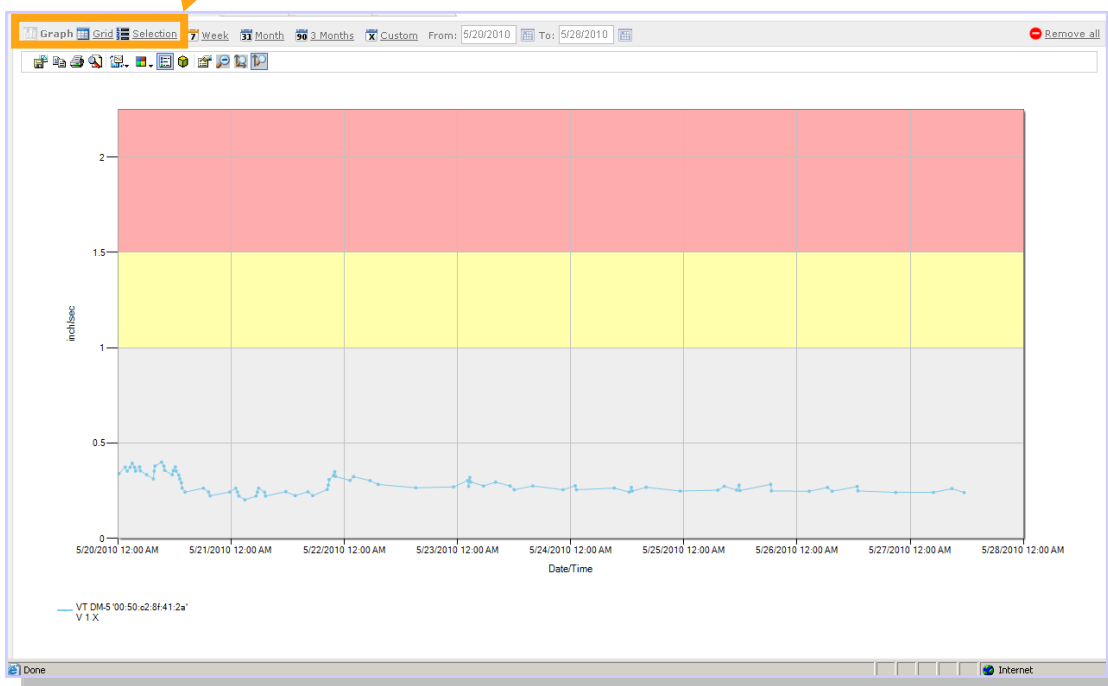 Graph Grid Selection 7 Week 31 Month 90 3 Months X Custom From: 5/20/2010 To: 5/28/2010 Remove all
2
1.5
inch/sec
1
0.5
0
5/20/2010 12:00 AM 5/21/2010 12:00 AM 5/22/2010 12:00 AM 5/23/2010 12:00 AM 5/24/2010 12:00 AM 5/25/2010 12:00 AM 5/26/2010 12:00 AM 5/27/2010 12:00 AM 5/28/2010 12:00 AM
Date/Time
VT DM-5 '00:50:c2:8f:41:2a'
V 1 X
Done Internet